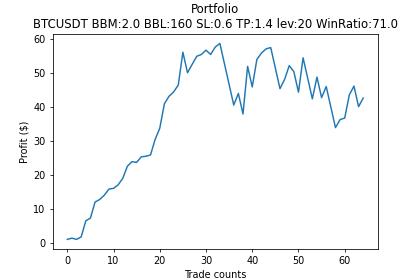 Portfolio
BTCUSDT BBM:2.0 BBL:160 SL:0.6 TP:1.4 lev:20 WinRatio:71.0
60
50
40
30
20
10
0
Profit ($)
0 10 20 30 40 50 60
Trade counts